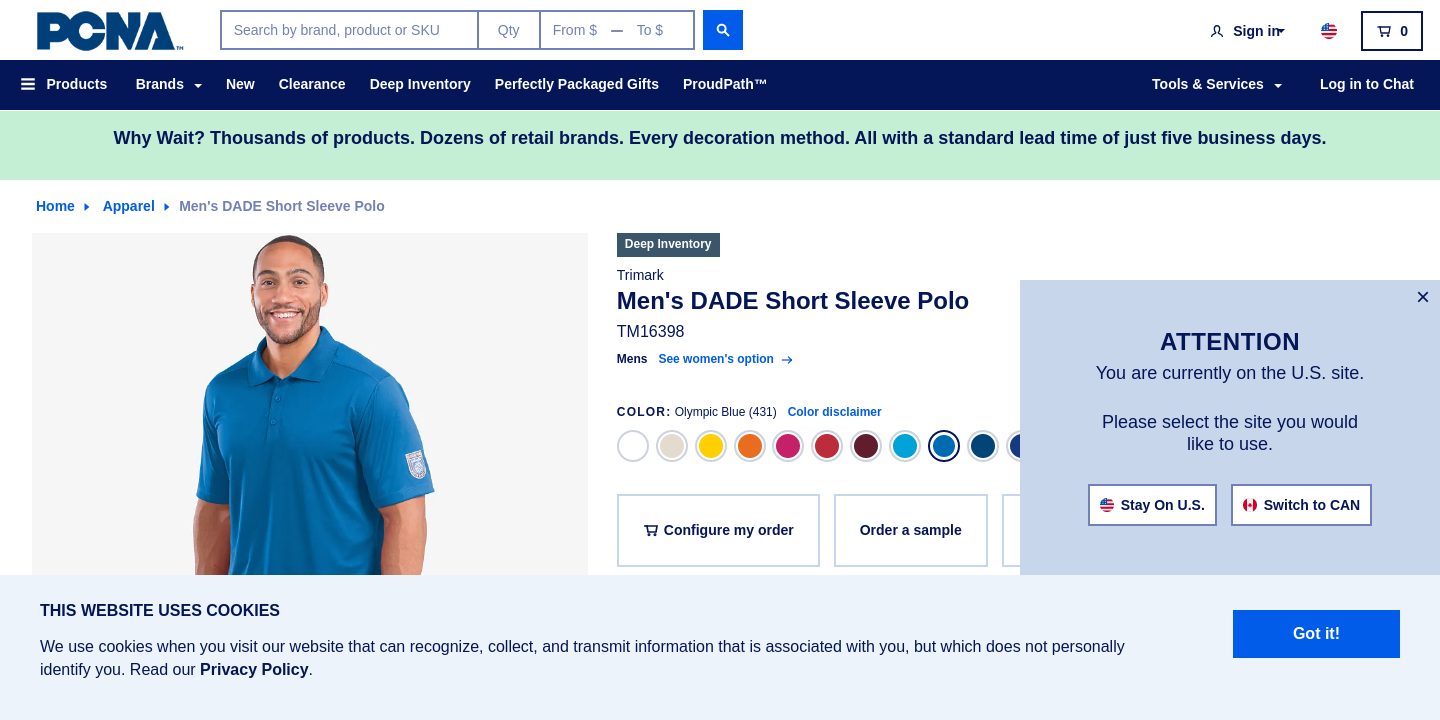 PCNA™
Search by brand, product or SKU
Qty
From $ — To $
Sign in
0
Products
Brands
New
Clearance
Deep Inventory
Perfectly Packaged Gifts
ProudPath™
Tools & Services
Log in to Chat
Why Wait? Thousands of products. Dozens of retail brands. Every decoration method. All with a standard lead time of just five business days.
Home
Apparel
Men's DADE Short Sleeve Polo
Deep Inventory
Trimark
Men's DADE Short Sleeve Polo
TM16398
Mens See women's option
COLOR: Olympic Blue (431) Color disclaimer
Configure my order
Order a sample
×
ATTENTION
You are currently on the U.S. site.
Please select the site you would
like to use.
Stay On U.S.
Switch to CAN
THIS WEBSITE USES COOKIES
We use cookies when you visit our website that can recognize, collect, and transmit information that is associated with you, but which does not personally
identify you. Read our Privacy Policy.
Got it!